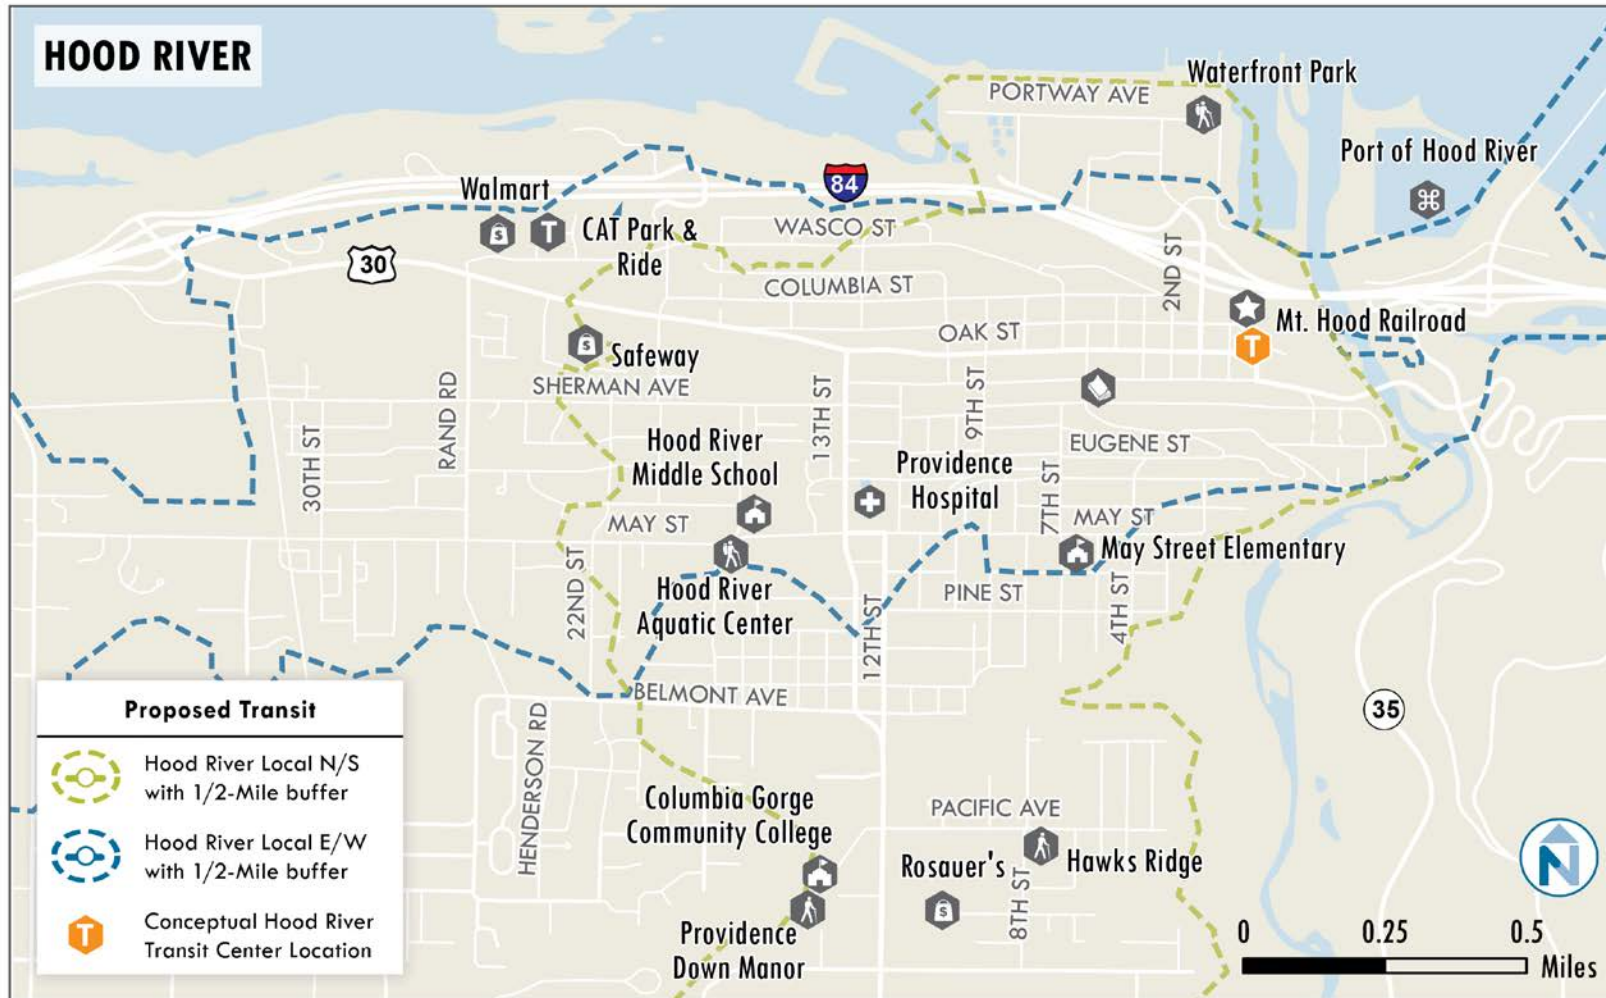 HOOD RIVER
Waterfront Park
PORTWAY AVE
Port of Hood River
84
Walmart
CAT Park &
Ride
WASCO ST
30
COLUMBIA ST
2ND ST
OAK ST
Mt. Hood Railroad
T
T
Safeway
SHERMAN AVE
RAND RD
13TH ST
9TH ST
30TH ST
Hood River
Middle School
EUGENE ST
Providence
Hospital
7TH ST
MAY ST
MAY ST
May Street Elementary
22ND ST
Hood River
Aquatic Center
PINE ST
4TH ST
12TH ST
BELMONT AVE
35
HENDERSON RD
Columbia Gorge
Community College
PACIFIC AVE
Hawks Ridge
Rosauer's
8TH ST
Providence
Down Manor
Proposed Transit
Hood River Local N/S
with 1/2-Mile buffer
Hood River Local E/W
with 1/2-Mile buffer
T
Conceptual Hood River
Transit Center Location
N
0 0.25 0.5
Miles